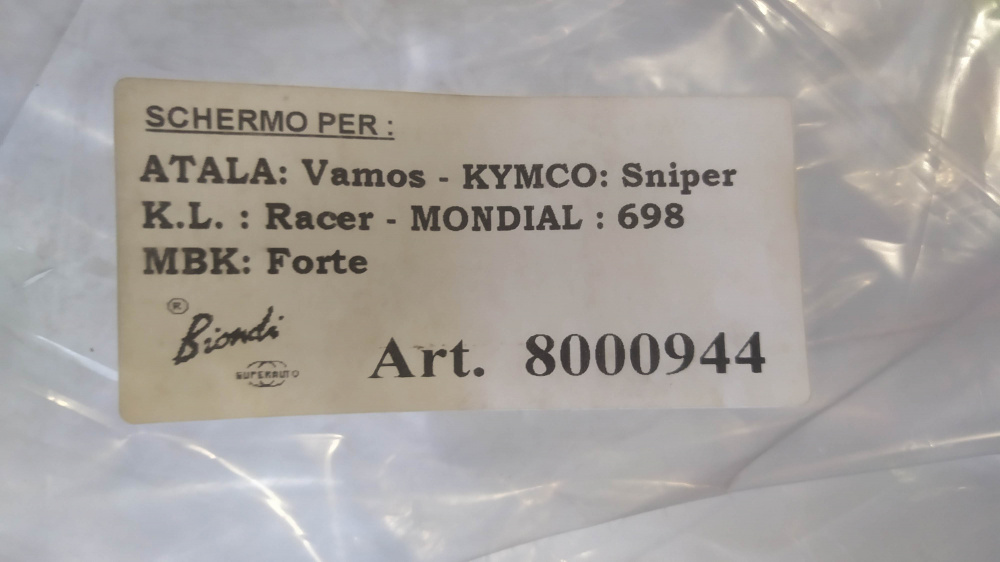 SCHERMO PER :
ATALA: Vamos - KYMCO: Sniper
K.L. : Racer - MONDIAL : 698
MBK: Forte
®
Biondi
SUPERAUTO
Art. 8000944